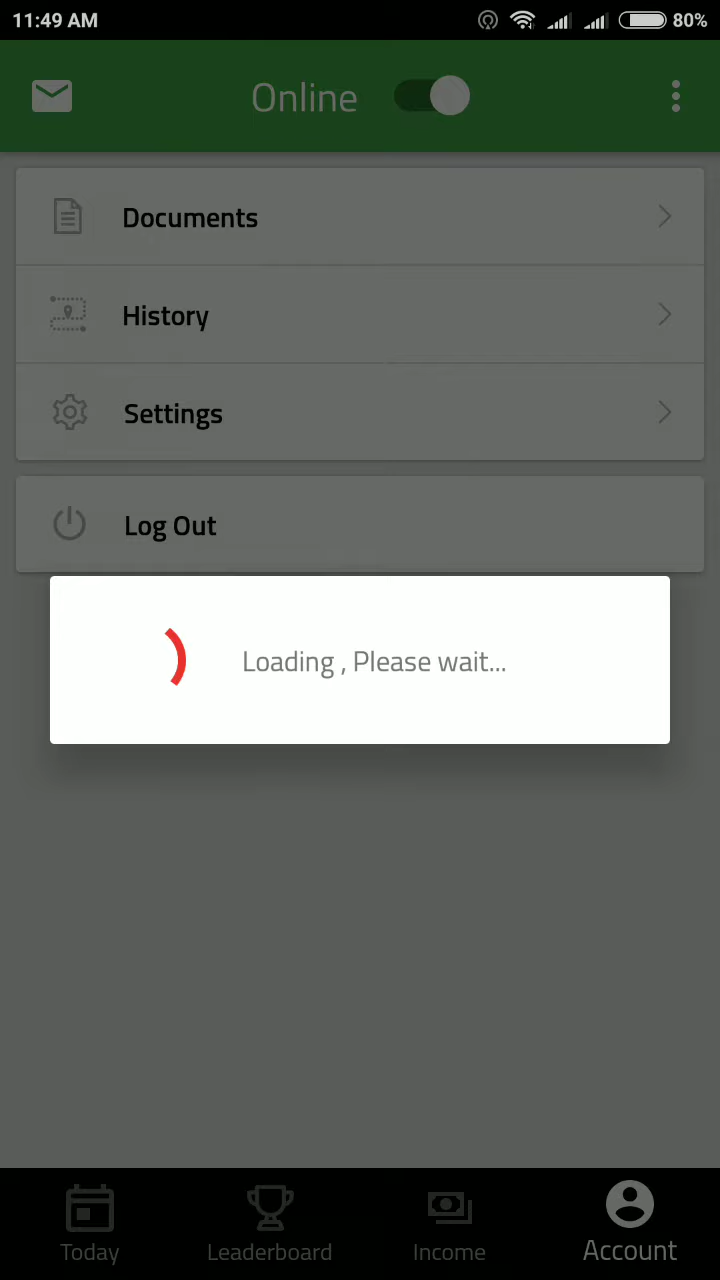 11:49 AM
80%
Online
Documents
History
Settings
Log Out
Loading , Please wait...
Today
Leaderboard
Income
Account